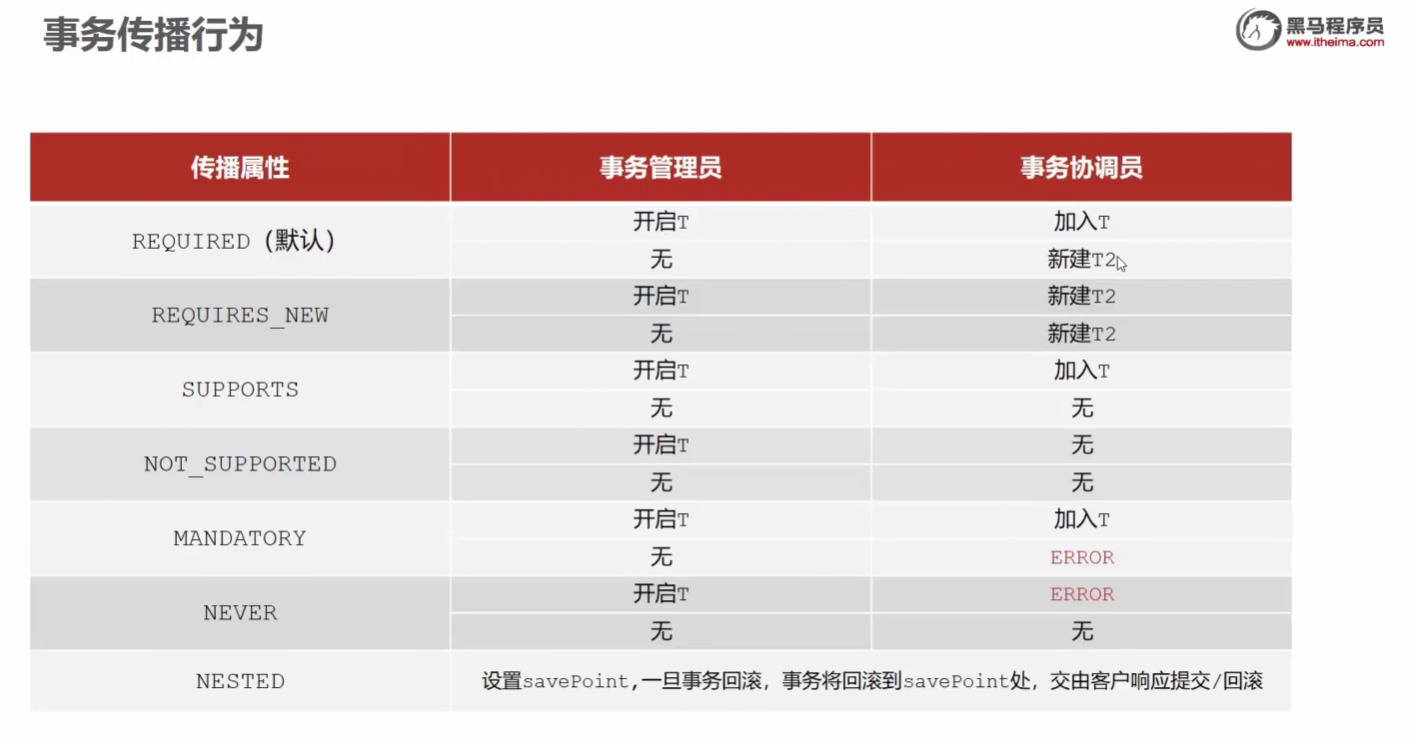 事务传播行为
黑马程序员
www.itheima.com
传播属性 事务管理员 事务协调员
REQUIRED（默认） 开启T 加入T
无 新建T2
REQUIRES_NEW 开启T 新建T2
无 新建T2
SUPPORTS 开启T 加入T
无 无
NOT_SUPPORTED 开启T 无
无 无
MANDATORY 开启T 加入T
无 ERROR
NEVER 开启T ERROR
无 无
NESTED 设置savePoint,一旦事务回滚，事务将回滚到savePoint处，交由客户响应提交/回滚